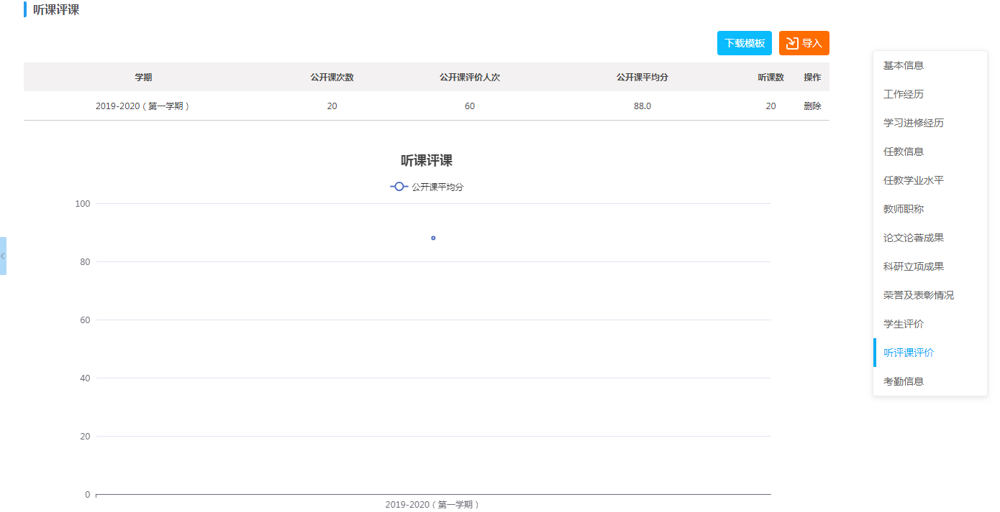 听课评课
下载模板 导入
学期 公开课次数 公开课评价人次 公开课平均分 听课数 操作
2019-2020（第一学期） 20 60 88.0 20 删除
听课评课
公开课平均分
100
80
60
40
20
0
2019-2020（第一学期）
基本信息
工作经历
学习进修经历
任教信息
任教学业水平
教师职称
论文论著成果
科研立项成果
荣誉及表彰情况
学生评价
听评课评价
考勤信息